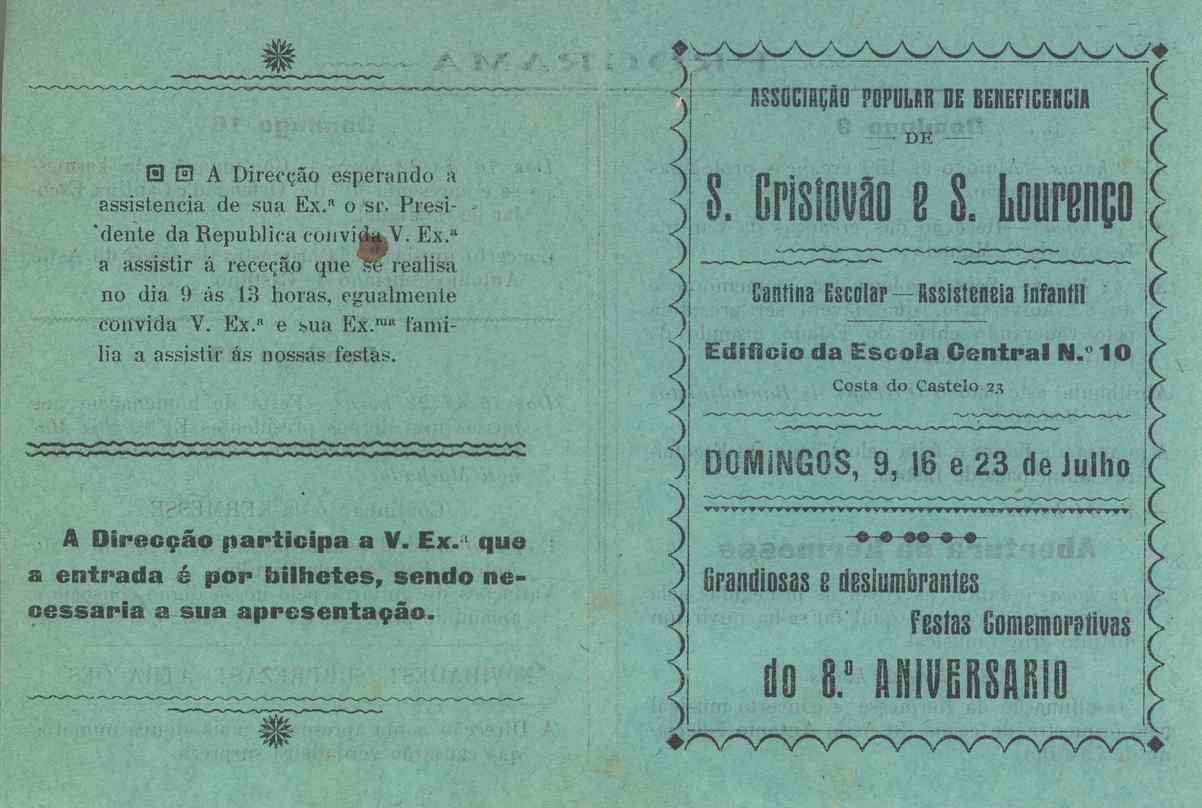 A Direcção esperando a
assistencia de sua Ex.ª o sr. Presi-
dente da Republica convida V. Ex.ª
a assistir á receção que se realisa
no dia 9 ás 13 horas, egualmente
convida V. Ex.ª e sua Ex.ᵐᵃ fami-
lia a assistir ás nossas festas.
A Direcção participa a V. Ex.ª que
a entrada é por bilhetes, sendo ne-
cessaria a sua apresentação.
ASSOCIAÇÃO POPULAR DE BENEFICENCIA
DE
S. Cristovão e S. Lourenço
Cantina Escolar — Assistencia Infantil
Edificio da Escola Central N.º 10
Costa do Castelo 23
DOMINGOS, 9, 16 e 23 de Julho
Grandiosas e deslumbrantes
Festas Comemorativas
do 8.º ANIVERSARIO